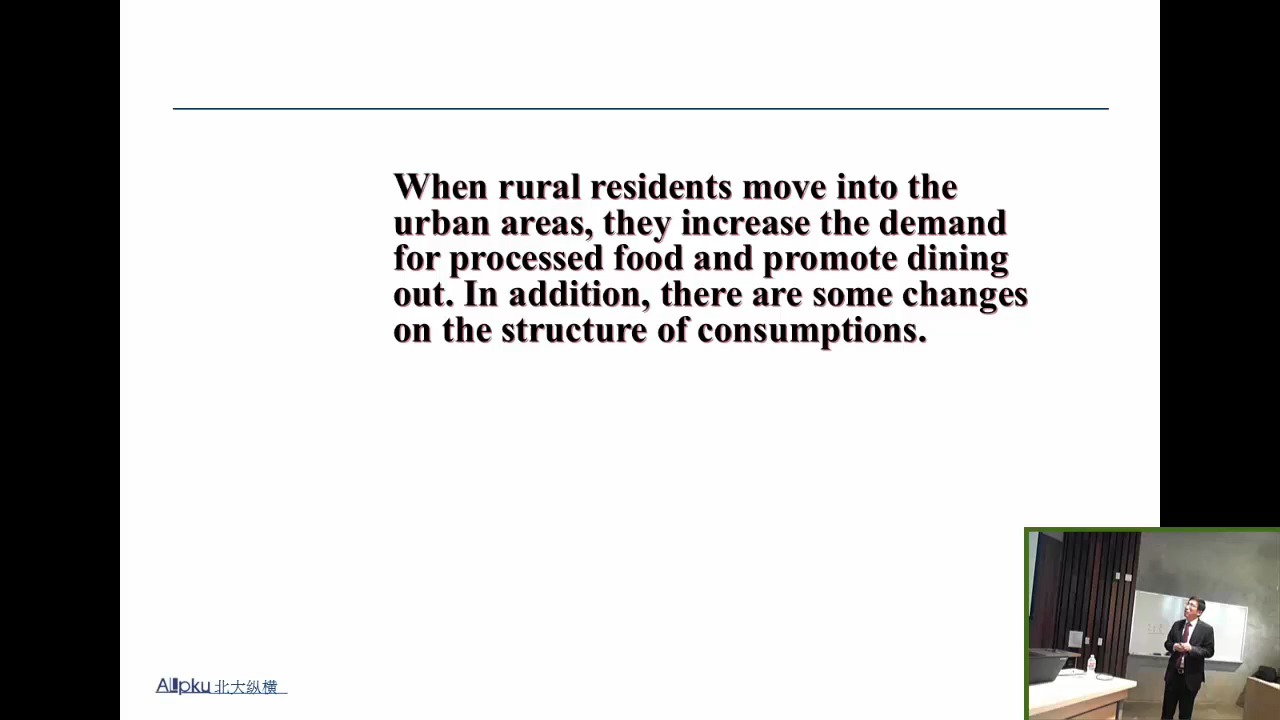 When rural residents move into the
urban areas, they increase the demand
for processed food and promote dining
out. In addition, there are some changes
on the structure of consumptions.
Allpku 北大纵横